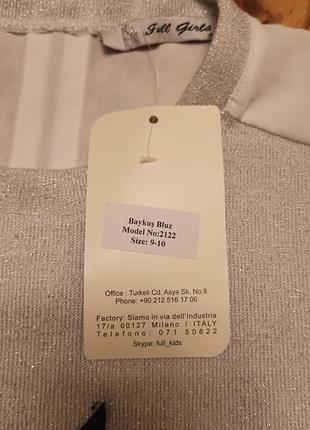 Girls
Baykuş Bluz
Model No:2122
Size: 9-10
Office : Turkeli Cd. Asya Sk. No:8
Phone: +90 212 516 17 06
Factory: Siamo in via dell'Industria
17/a 60127 Milano / ITALY
Telefono: 071 50822
Skype: full_kids